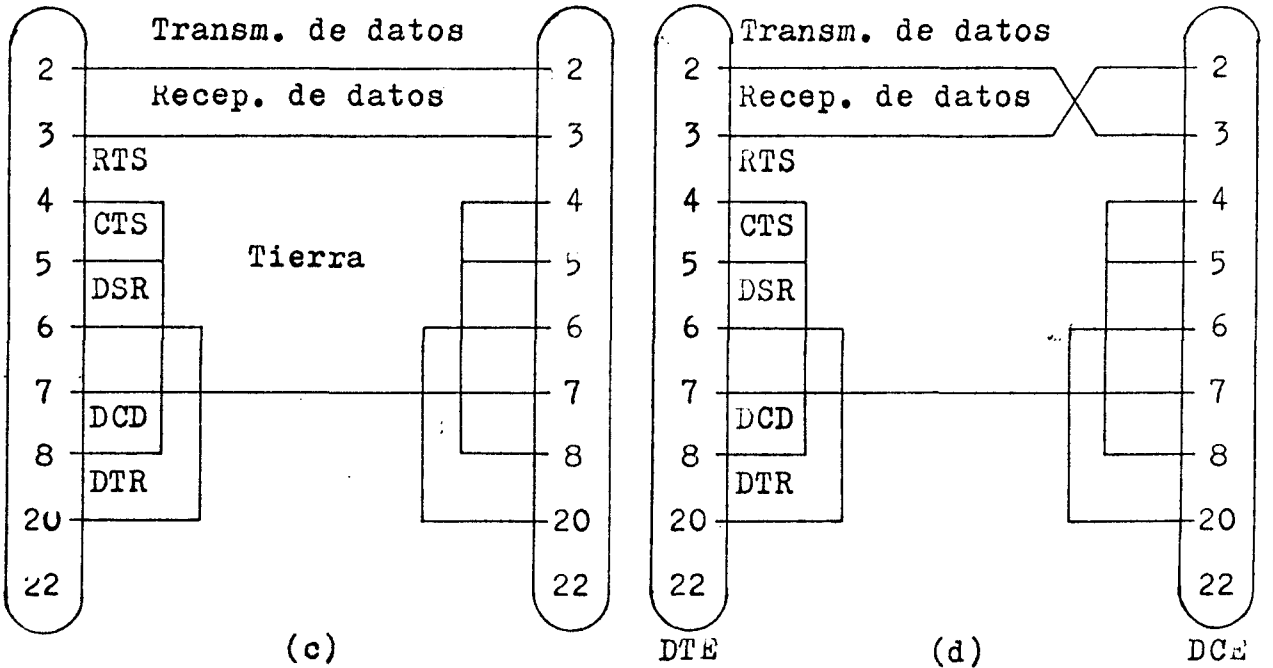 Transm. de datos
2 2
Recep. de datos
3 3
RTS
4 4
CTS
5 5
Tierra
DSR
6 6
7 7
DCD
8 8
DTR
20 20
22 22
(c)
Transm. de datos
2 2
Recep. de datos
3 3
RTS
4 4
CTS
5 5
DSR
6 6
7 7
DCD
8 8
DTR
20 20
22 22
DTE (d) DCE